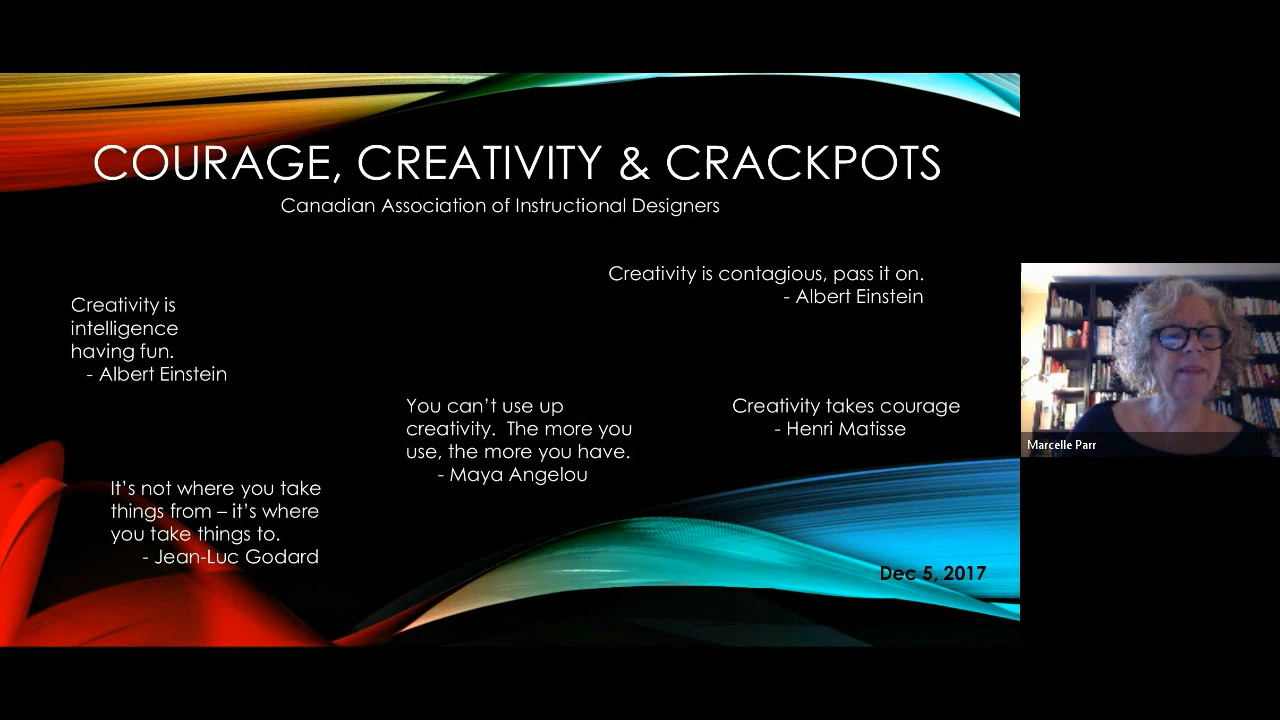 COURAGE, CREATIVITY & CRACKPOTS
Canadian Association of Instructional Designers
Creativity is contagious, pass it on.
- Albert Einstein
Creativity is
intelligence
having fun.
- Albert Einstein
You can’t use up
creativity.  The more you
use, the more you have.
- Maya Angelou
Creativity takes courage
- Henri Matisse
It’s not where you take
things from – it’s where
you take things to.
- Jean-Luc Godard
Dec 5, 2017
Marcelle Parr